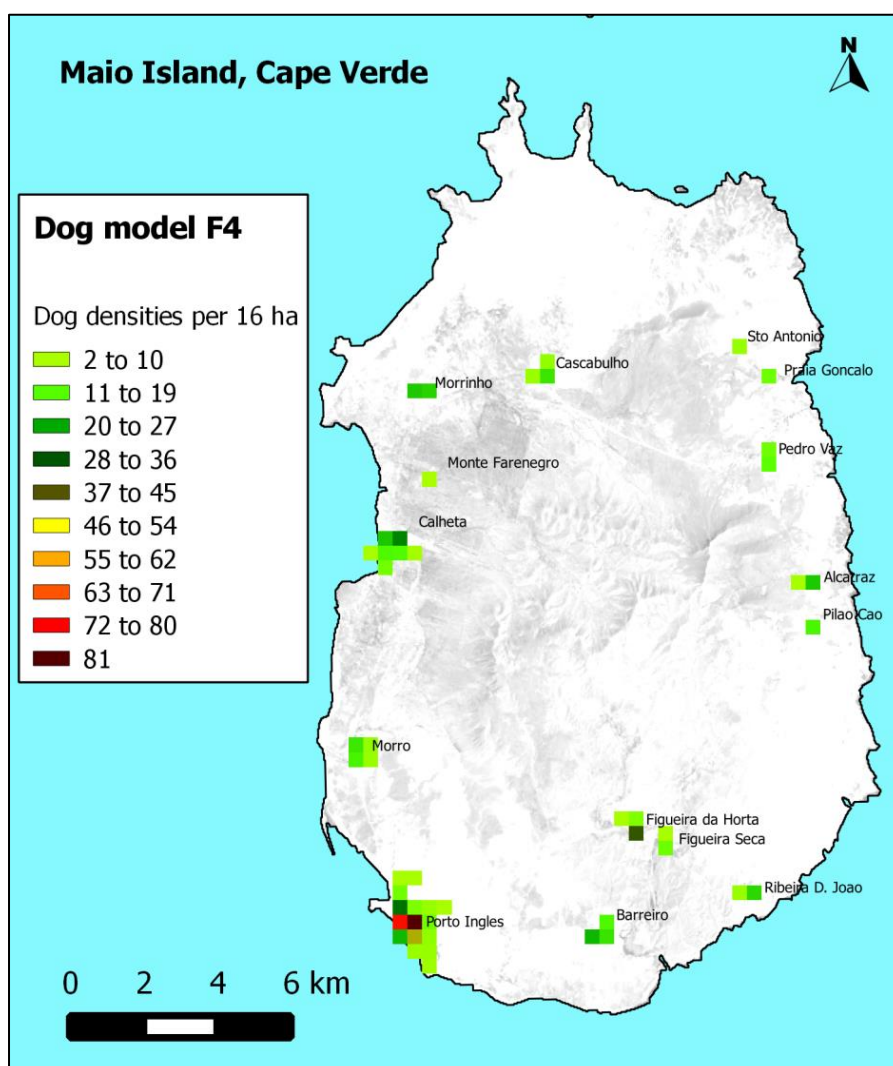 Maio Island, Cape Verde
N
Dog model F4
Dog densities per 16 ha
2 to 10
11 to 19
20 to 27
28 to 36
37 to 45
46 to 54
55 to 62
63 to 71
72 to 80
81
Sto Antonio
Cascabulho
Praia Goncalo
Morrinho
Pedro Vaz
Monte Farenegro
Calheta
Alcatraz
Pilao Cao
Morro
Figueira da Horta
Figueira Seca
Ribeira D. Joao
Barreiro
Porto Ingles
0 2 4 6 km